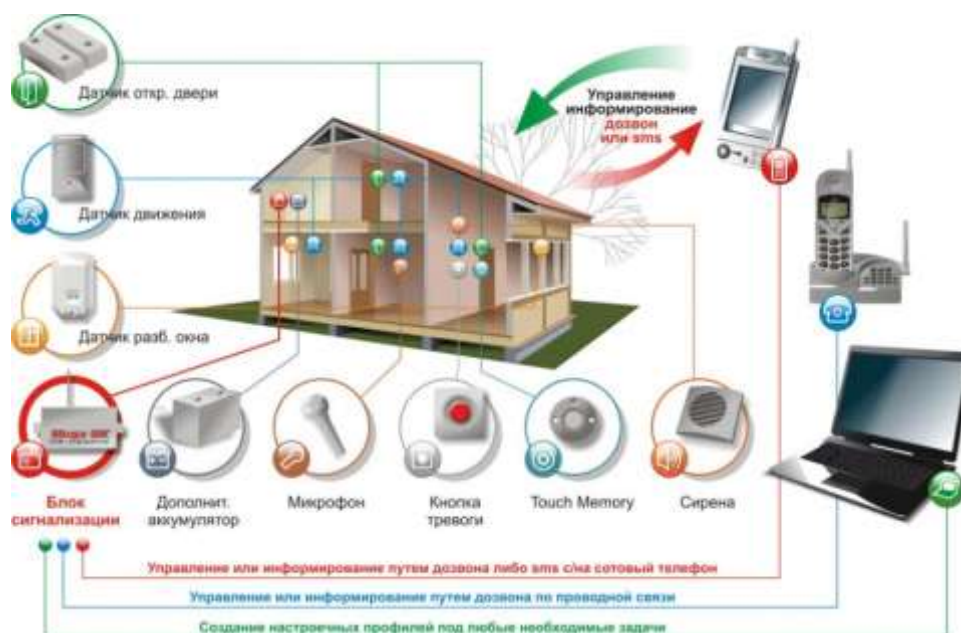 Датчик откр. двери
Управление
информирование
дозвон
или sms
Датчик движения
Датчик разб. окна
Блок
сигнализации
Дополнит.
аккумулятор
Микрофон
Кнопка
тревоги
Touch Memory
Сирена
Управление или информирование путем дозвона либо sms с/на сотовый телефон
Управление или информирование путем дозвона по проводной связи
Создание настроечных профилей под любые необходимые задачи